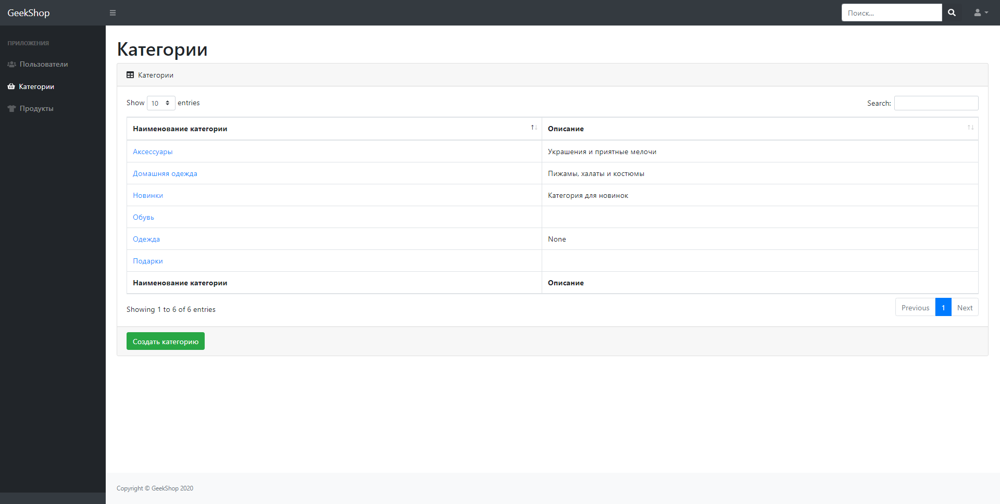 GeekShop
Поиск...
ПРИЛОЖЕНИЯ
Пользователи
Категории
Продукты
Категории
Категории
Show 10 entries
Search:
Наименование категории Описание
Аксессуары Украшения и приятные мелочи
Домашняя одежда Пижамы, халаты и костюмы
Новинки Категория для новинок
Обувь
Одежда None
Подарки
Наименование категории Описание
Showing 1 to 6 of 6 entries
Previous 1 Next
Создать категорию
Copyright © GeekShop 2020